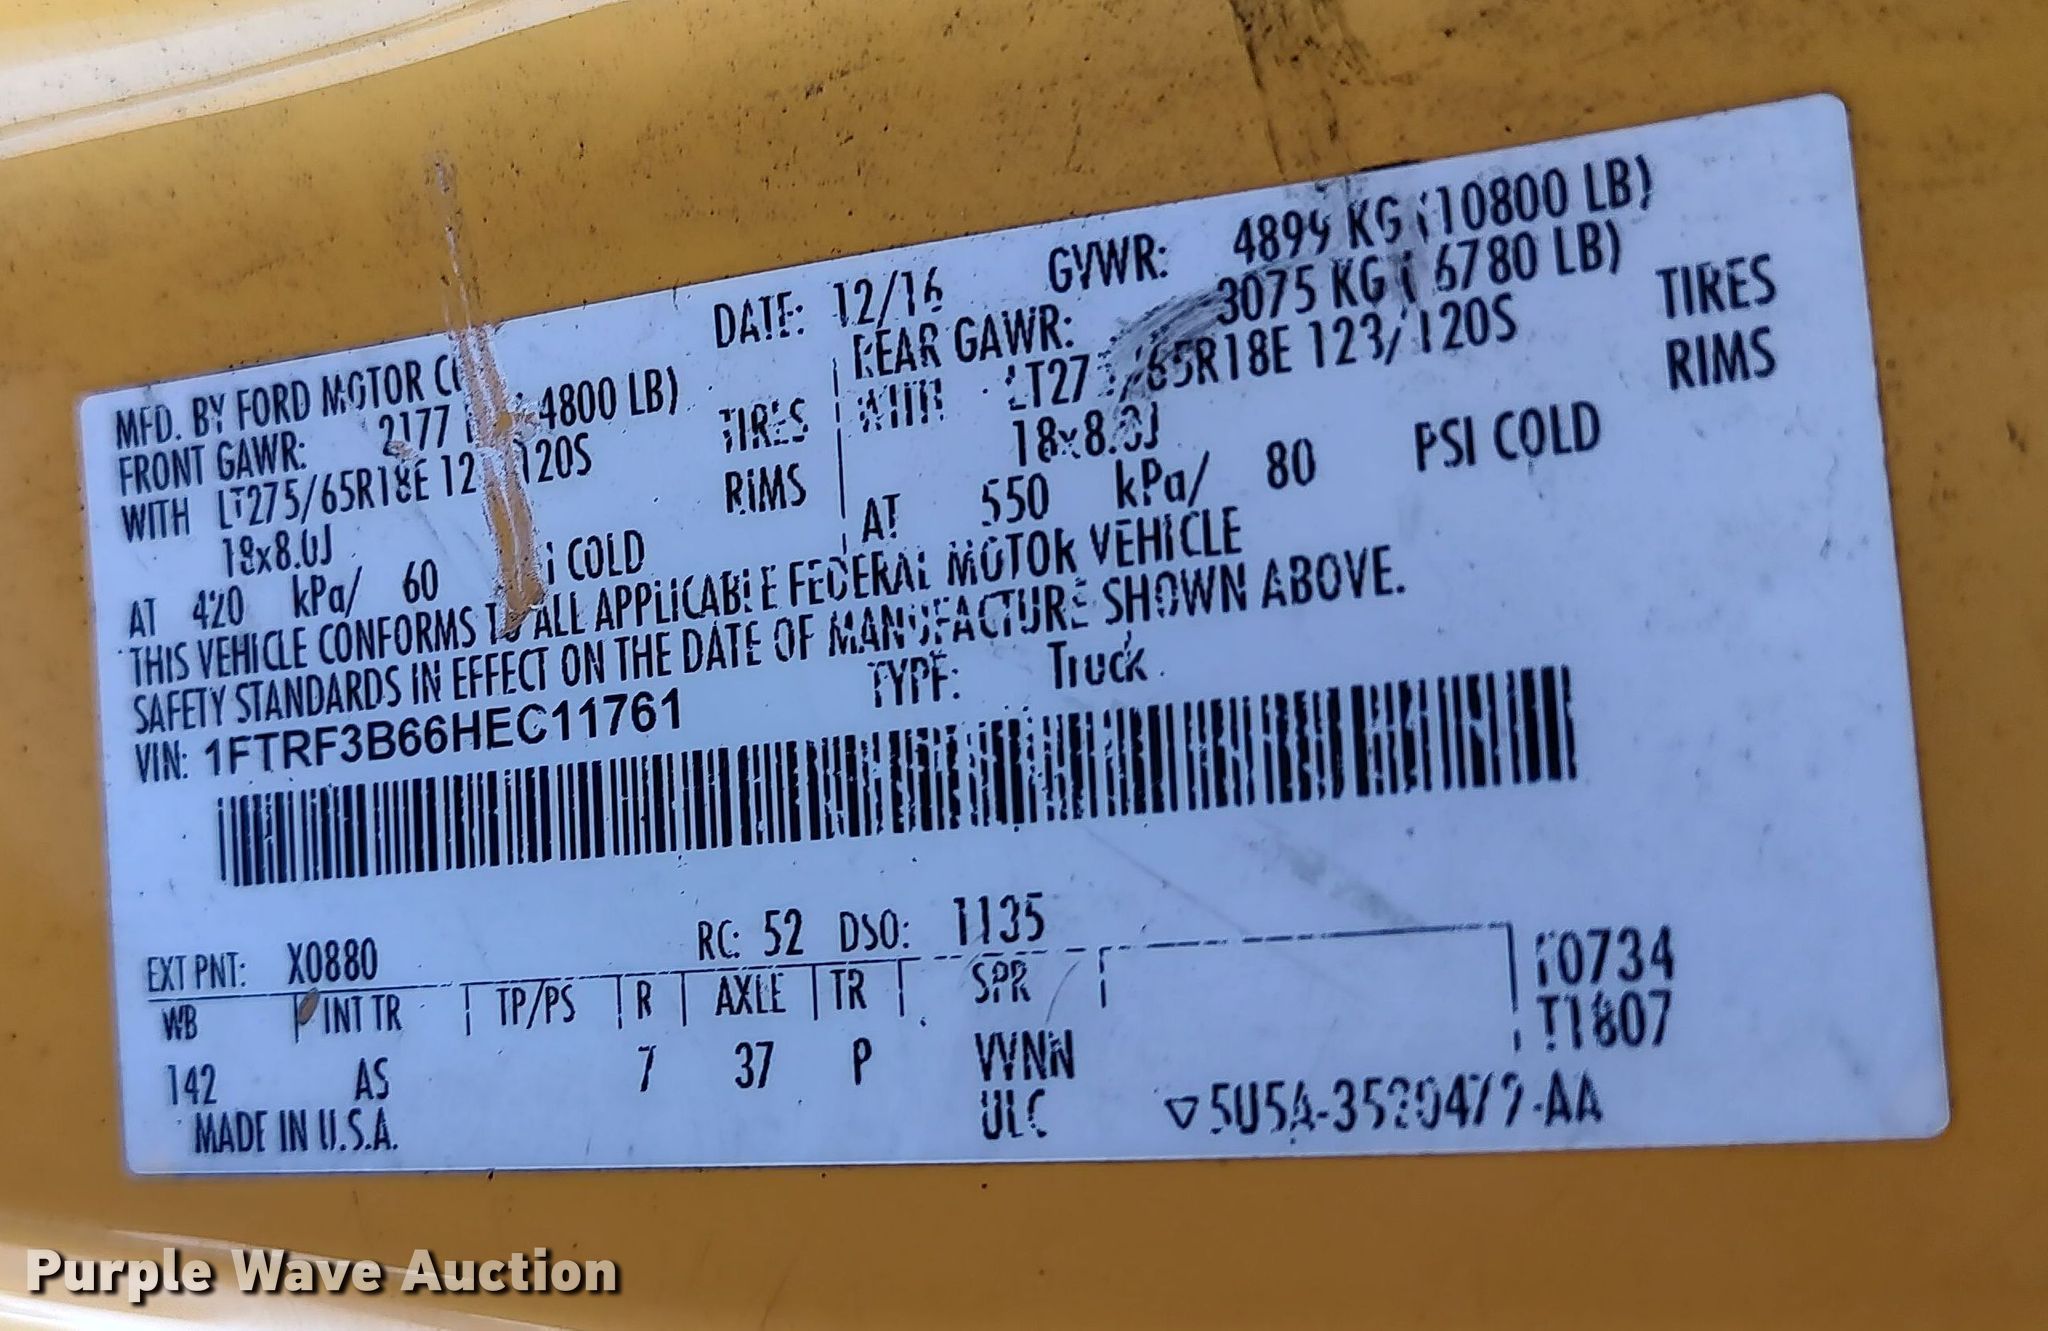 DATE: 12/16 GVWR: 4899 KG (10800 LB)
MFD. BY FORD MOTOR REAR GAWR: 3075 KG ( 6780 LB)
FRONT GAWR: 2177 4800 LB) WITH /65R18E 123/120S TIRES
WITH LT275/65R18E 120S TIRES 18x8.0J RIMS
18x8.0J RIMS AT 550 kPa/ 80 PSI COLD
AT 420 kPa/ 60 COLD
THIS VEHICLE CONFORMS TO ALL APPLICABLE FEDERAL MOTOR VEHICLE
SAFETY STANDARDS IN EFFECT ON THE DATE OF MANUFACTURE SHOWN ABOVE.
VIN: 1FTRF3B66HEC11761 TYPE: Truck
EXT PNT: X0880 RC: 52 DSO: 1135
WB INT TR TP/PS R AXLE TR SPR
142 AS 7 37 P VVNN
MADE IN U.S.A. ULC
T1807
Purple Wave Auction